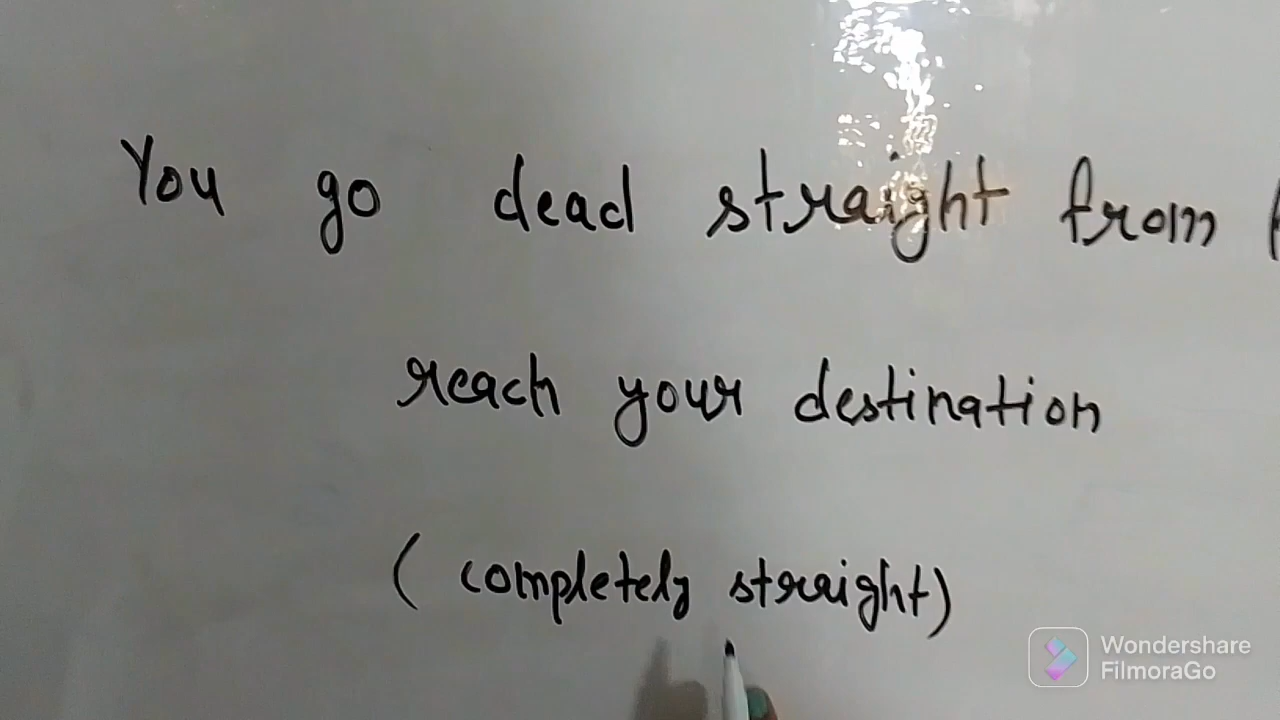 You go dead straight from
reach your destination
(completely straight)
Wondershare
FilmoraGo